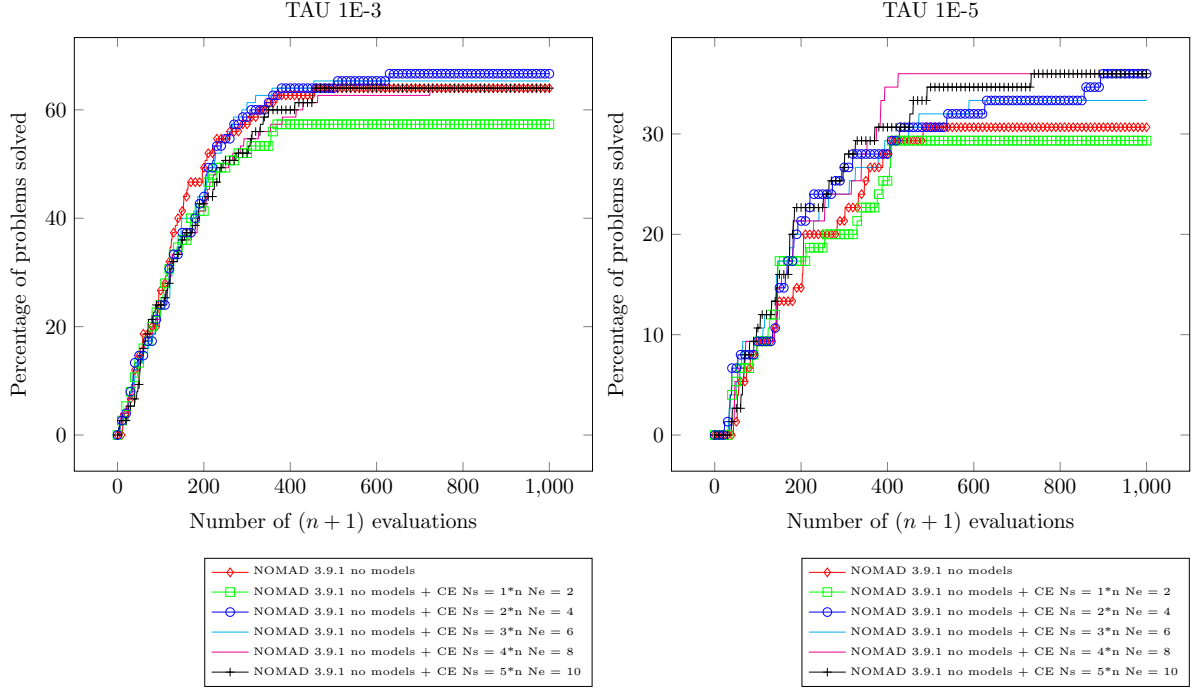 TAU 1E-3
60
40
20
0
0 200 400 600 800 1,000
Percentage of problems solved
Number of (n + 1) evaluations
NOMAD 3.9.1 no models
NOMAD 3.9.1 no models + CE Ns = 1*n Ne = 2
NOMAD 3.9.1 no models + CE Ns = 2*n Ne = 4
NOMAD 3.9.1 no models + CE Ns = 3*n Ne = 6
NOMAD 3.9.1 no models + CE Ns = 4*n Ne = 8
NOMAD 3.9.1 no models + CE Ns = 5*n Ne = 10
TAU 1E-5
30
20
10
0
0 200 400 600 800 1,000
Percentage of problems solved
Number of (n + 1) evaluations
NOMAD 3.9.1 no models
NOMAD 3.9.1 no models + CE Ns = 1*n Ne = 2
NOMAD 3.9.1 no models + CE Ns = 2*n Ne = 4
NOMAD 3.9.1 no models + CE Ns = 3*n Ne = 6
NOMAD 3.9.1 no models + CE Ns = 4*n Ne = 8
NOMAD 3.9.1 no models + CE Ns = 5*n Ne = 10